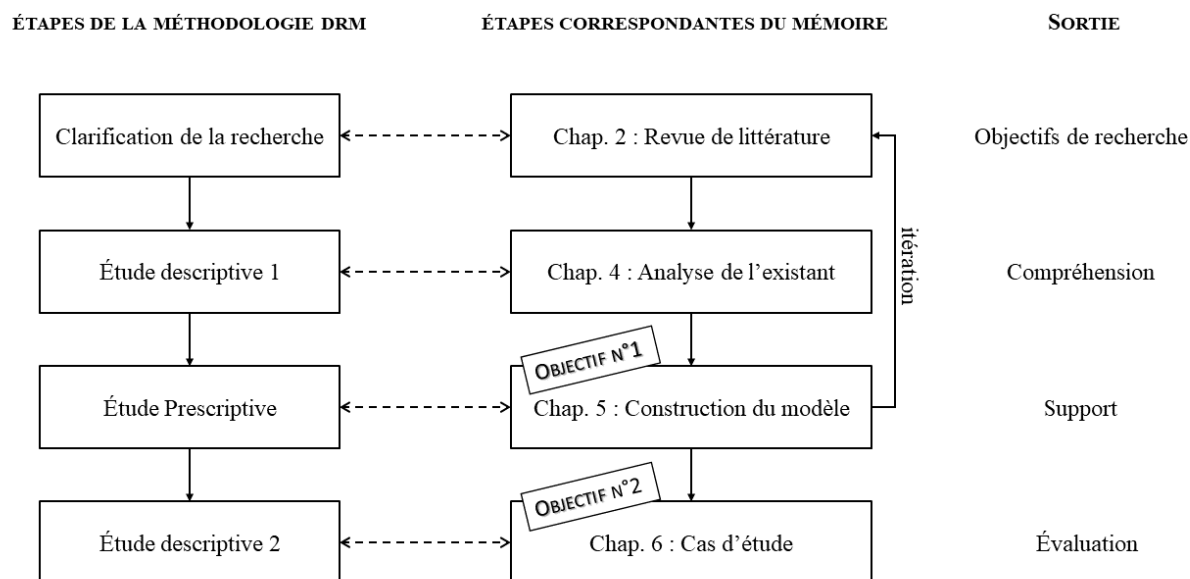 ÉTAPES DE LA MÉTHODOLOGIE DRM
ÉTAPES CORRESPONDANTES DU MÉMOIRE
SORTIE
Clarification de la recherche
Chap. 2 : Revue de littérature
Objectifs de recherche
itération
Étude descriptive 1
Chap. 4 : Analyse de l’existant
Compréhension
OBJECTIF N°1
Étude Prescriptive
Chap. 5 : Construction du modèle
Support
OBJECTIF N°2
Étude descriptive 2
Chap. 6 : Cas d’étude
Évaluation